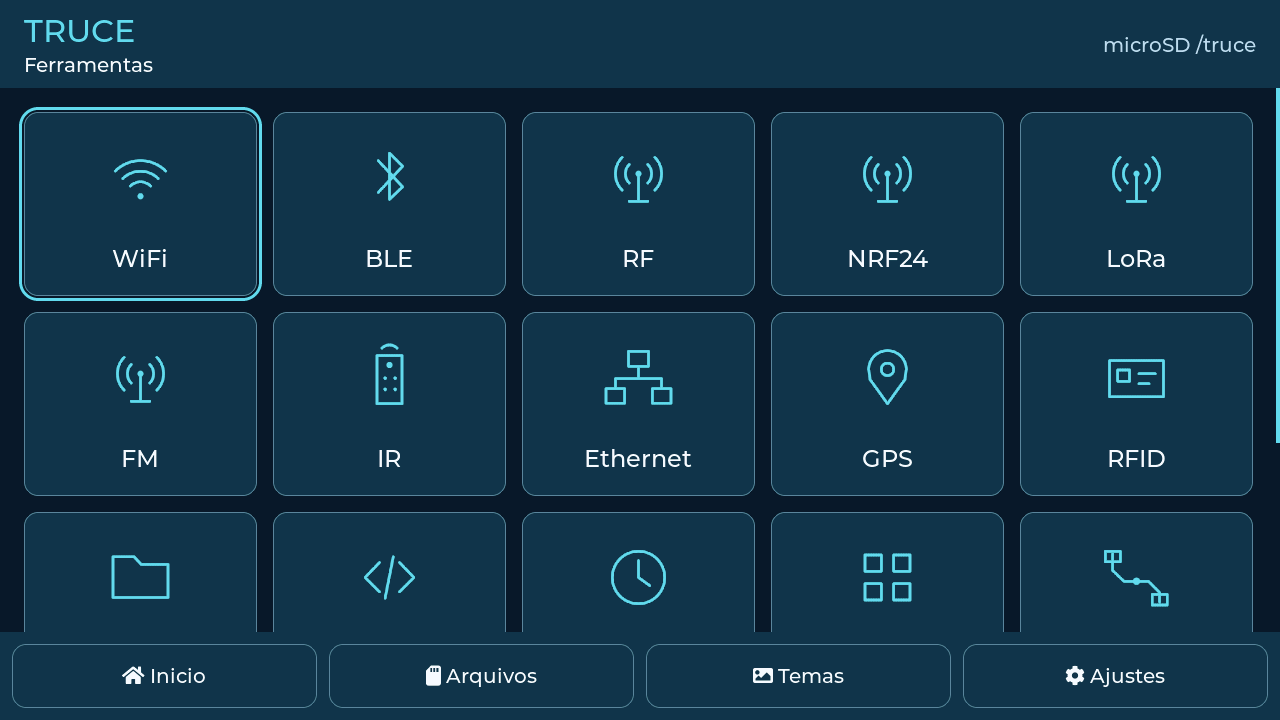 TRUCE
Ferramentas
microSD /truce
WiFi
BLE
RF
NRF24
LoRa
FM
IR
Ethernet
GPS
RFID
Inicio
Arquivos
Temas
Ajustes